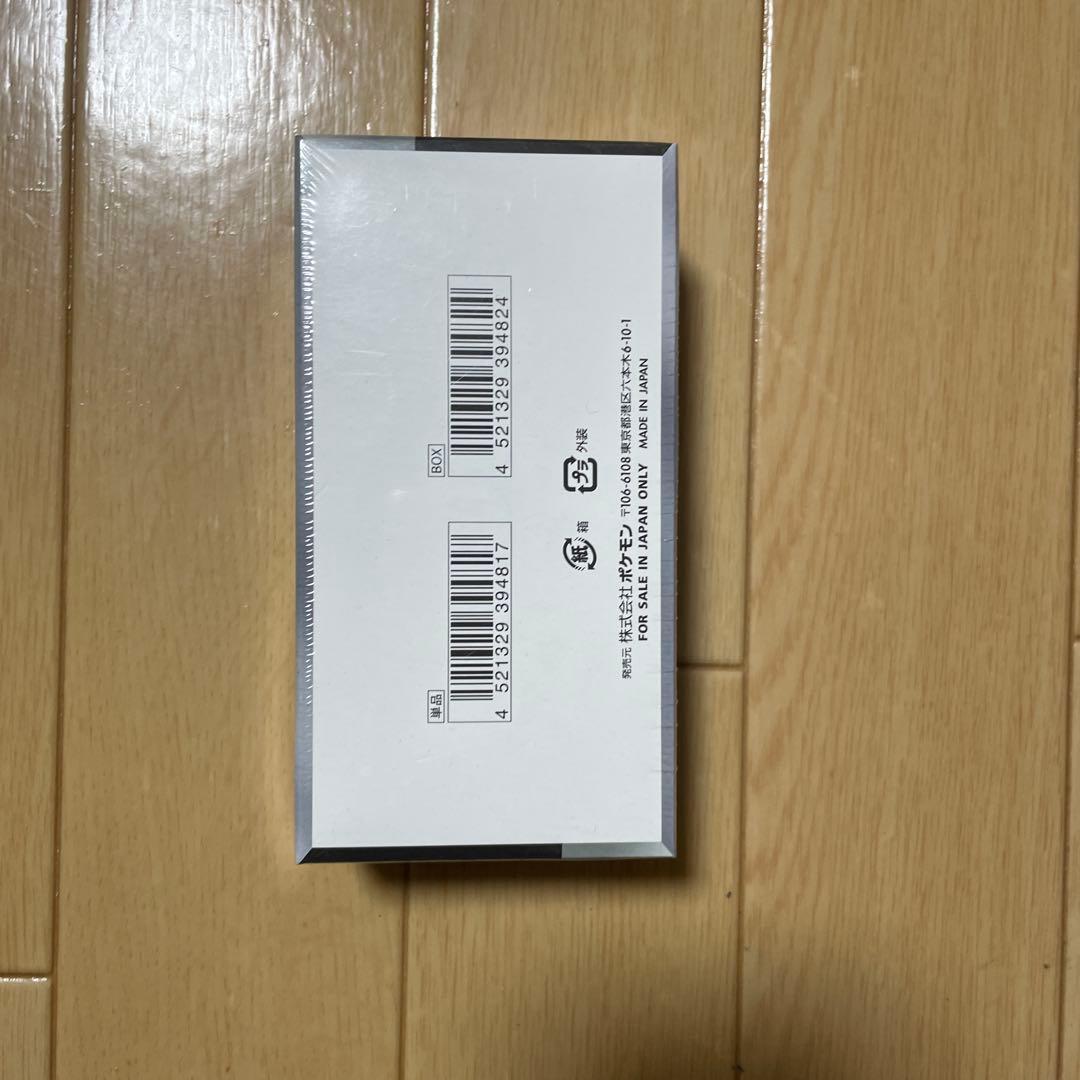 単品
4 521329 394817
BOX
4 521329 394824
紙 箱
プラ 外装
発売元 株式会社 ポケモン 〒106-6108 東京都港区六本木6-10-1
FOR SALE IN JAPAN ONLY MADE IN JAPAN